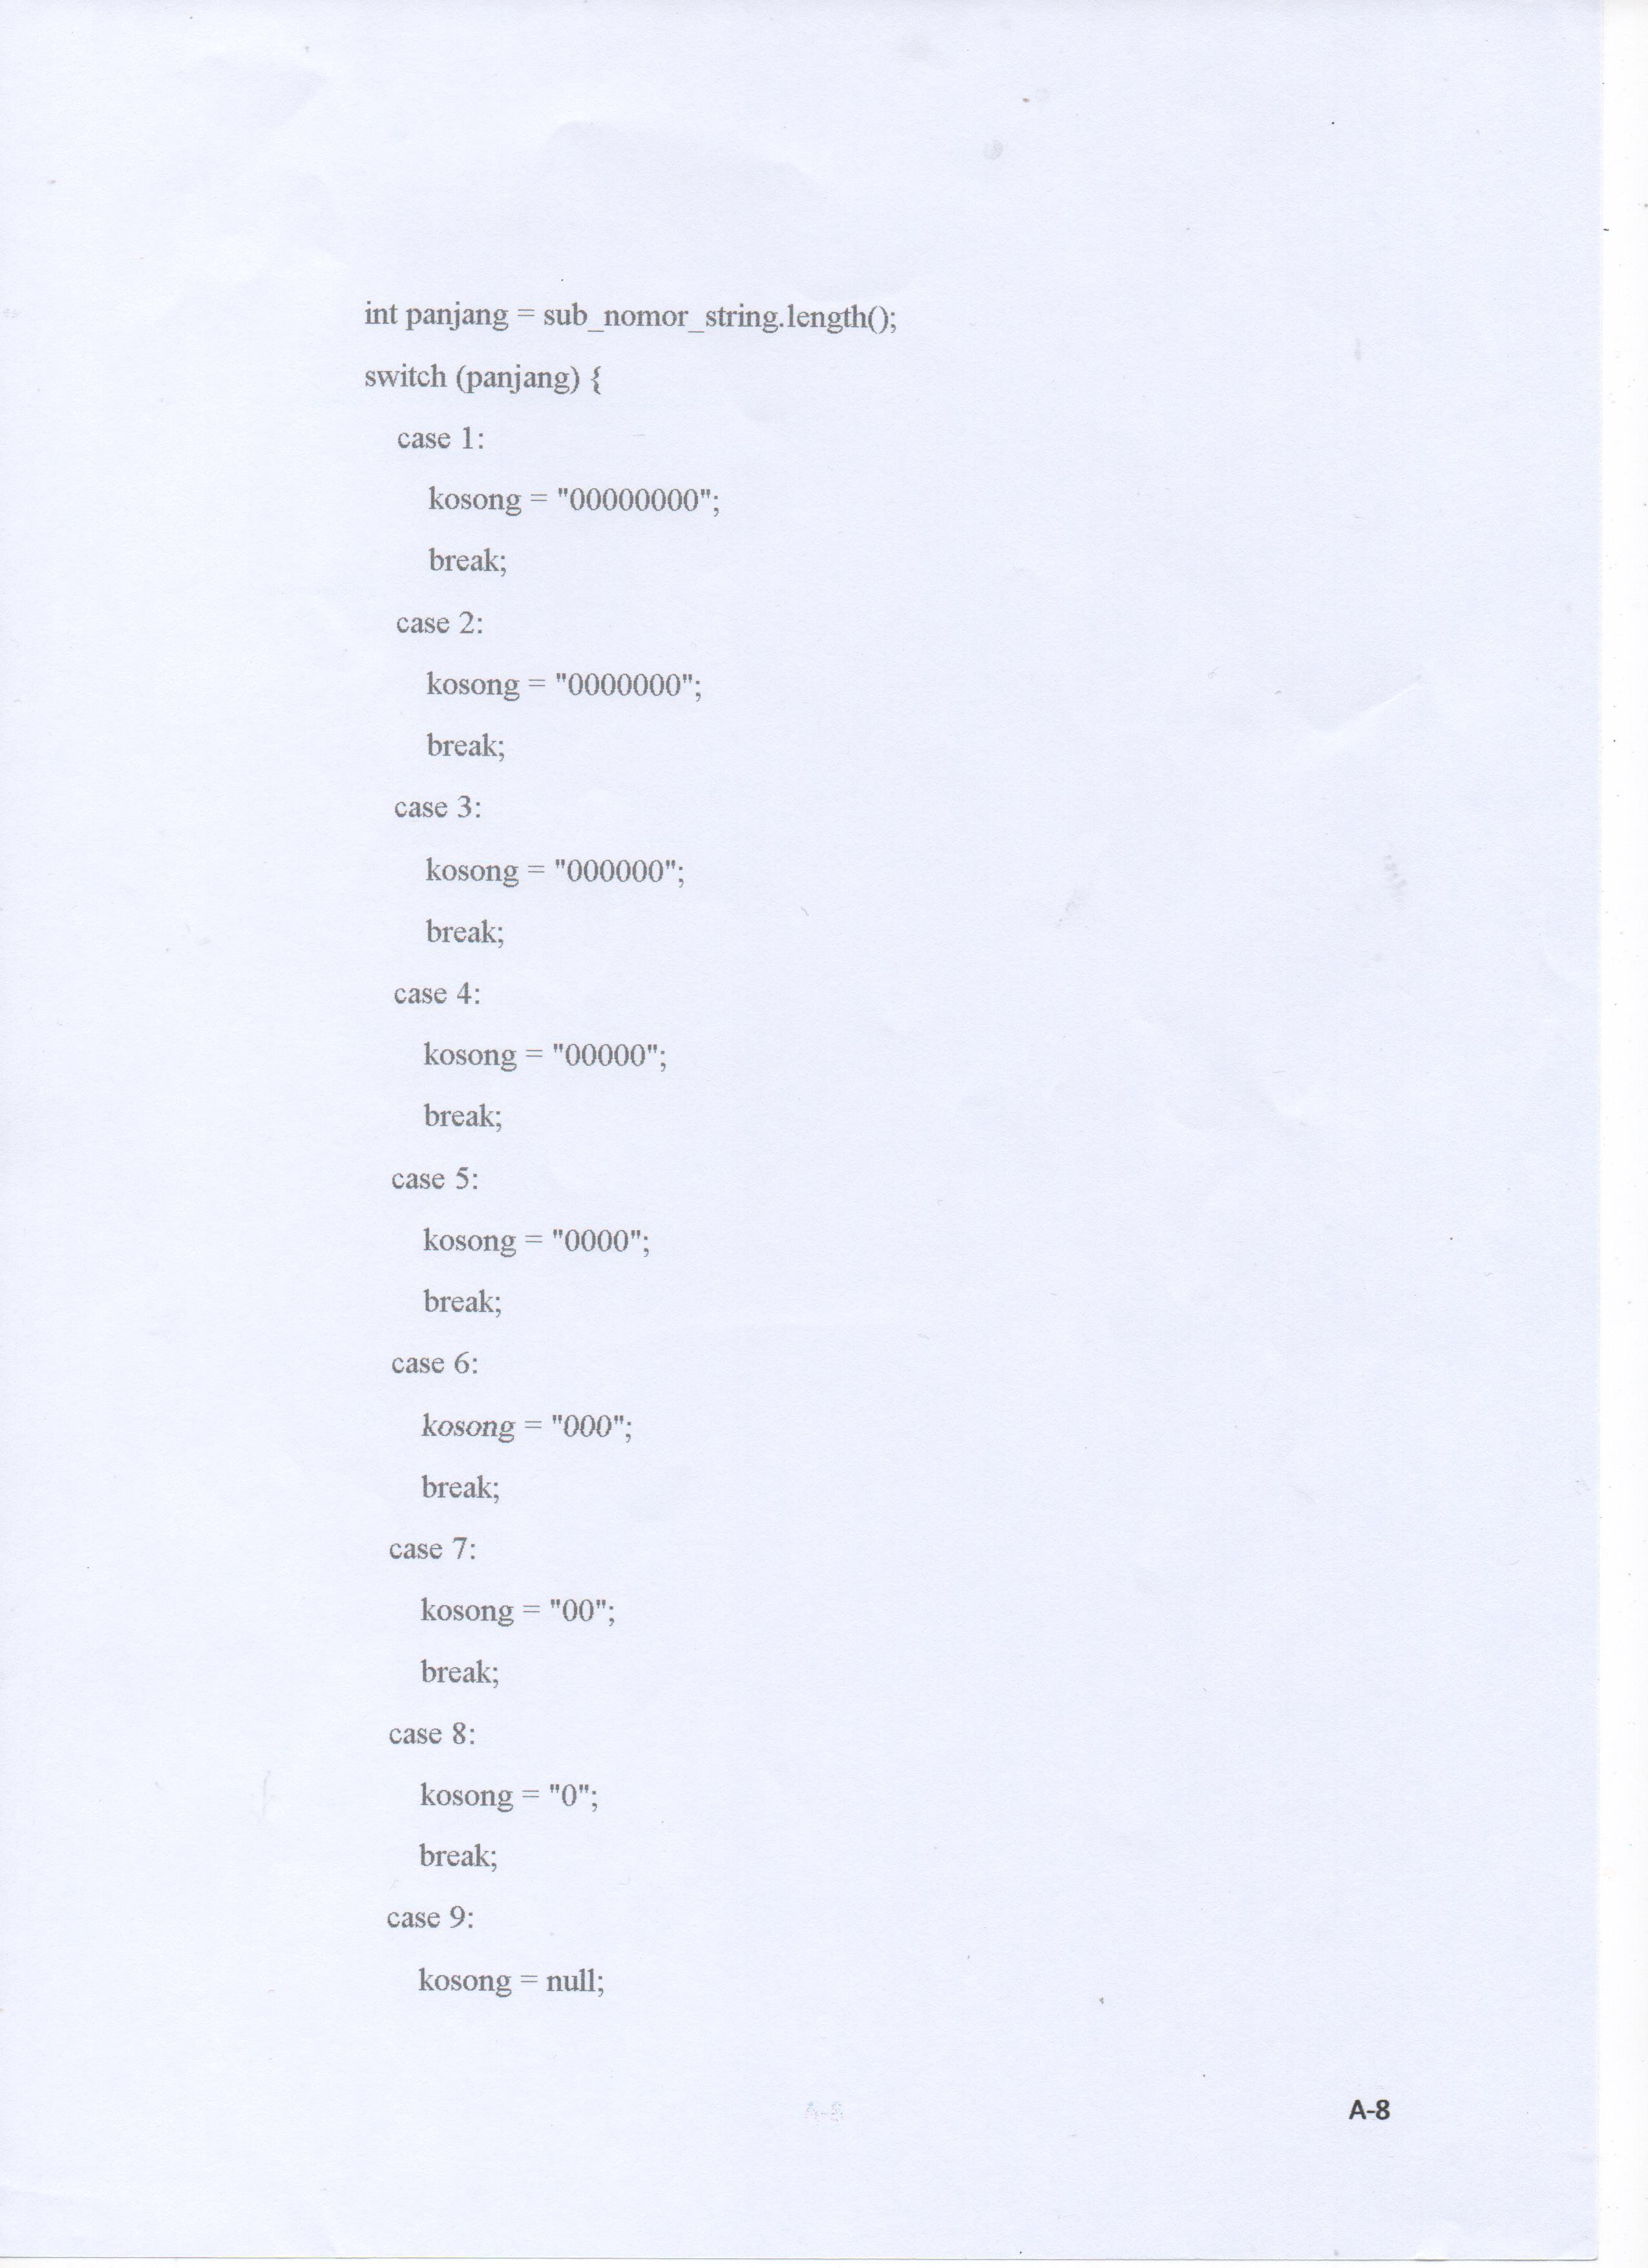 int panjang = sub_nomor_string.length();
switch (panjang) {
case 1:
kosong = "00000000";
break;
case 2:
kosong = "0000000";
break;
case 3:
kosong = "000000";
break;
case 4:
kosong = "00000";
break;
case 5:
kosong = "0000";
break;
case 6:
kosong = "000";
break;
case 7:
kosong = "00";
break;
case 8:
kosong = "0";
break;
case 9:
kosong = null;
A-8
A-8